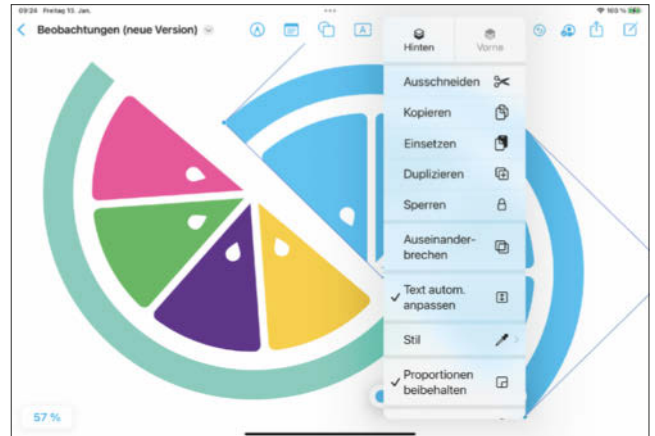 09:24 Freitag 13. Jan.
100 %
Beobachtungen (neue Version)
A
Hinten
Vorne
Ausschneiden
Kopieren
Einsetzen
Duplizieren
Sperren
Auseinander-
brechen
Text autom.
anpassen
Stil
Proportionen
beibehalten
57 %